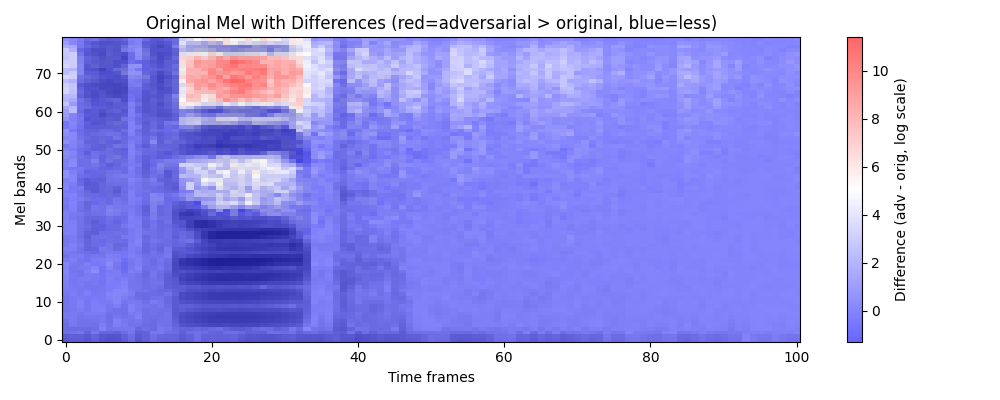 Original Mel with Differences (red=adversarial > original, blue=less)
Mel bands
70
60
50
40
30
20
10
0
0 20 40 60 80 100
Time frames
10
8
6
4
2
0
Difference (adv - orig, log scale)